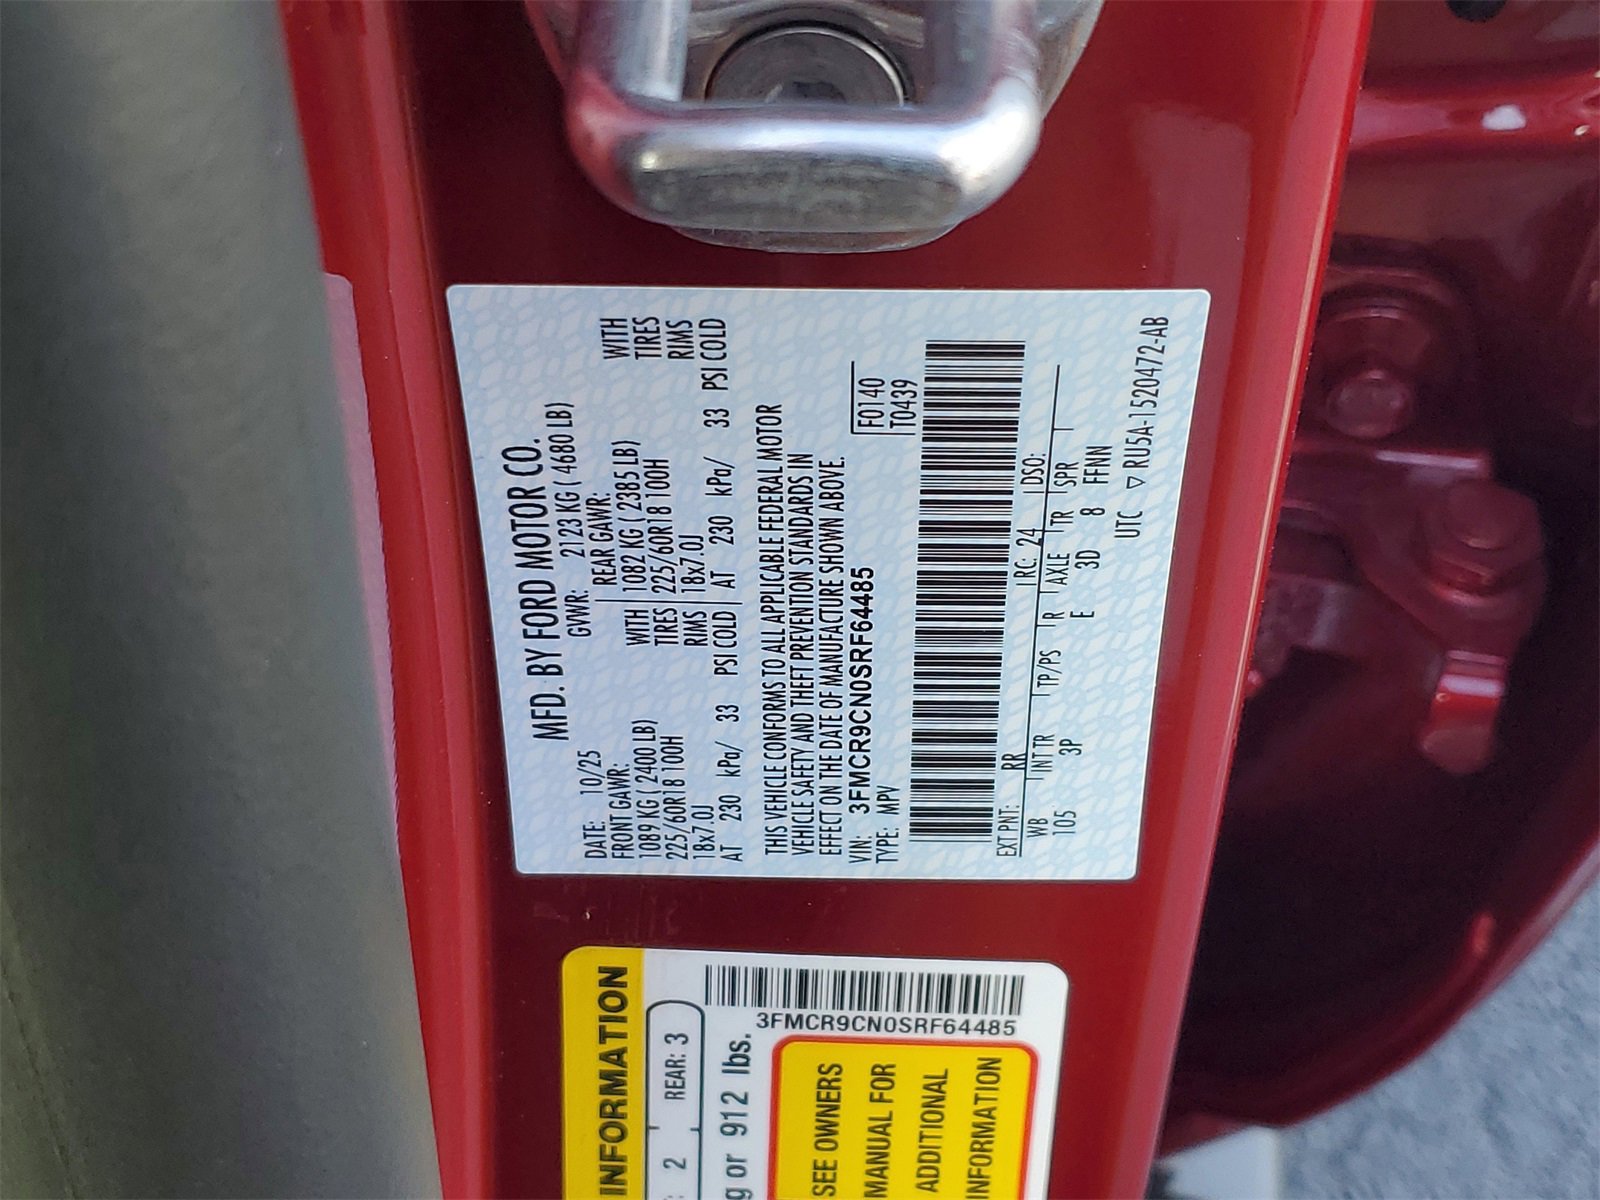 MFD. BY FORD MOTOR CO.
DATE: 10/25 GVWR: 2123 KG ( 4680 LB)
FRONT GAWR: REAR GAWR:
1089 KG ( 2400 LB) WITH 1082 KG ( 2385 LB) WITH
225/60R18 100H TIRES 225/60R18 100H TIRES
18x7.0J RIMS 18x7.0J RIMS
AT 230 kPa/ 33 PSI COLD AT 230 kPa/ 33 PSI COLD
THIS VEHICLE CONFORMS TO ALL APPLICABLE FEDERAL MOTOR
VEHICLE SAFETY AND THEFT PREVENTION STANDARDS IN
EFFECT ON THE DATE OF MANUFACTURE SHOWN ABOVE.
VIN: 3FMCR9CN0SRF64485 F0140
TYPE: MPV T0439
EXT PNT: RR RC: 24 DSO:
WB INT TR TP/PS R AXLE TR SPR
105 3P E 3D 8 FFNN
UTC ▽ RU5A-1520472-AB
INFORMATION
2 REAR: 3
g or 912 lbs.
3FMCR9CN0SRF64485
SEE OWNERS
MANUAL FOR
ADDITIONAL
INFORMATION